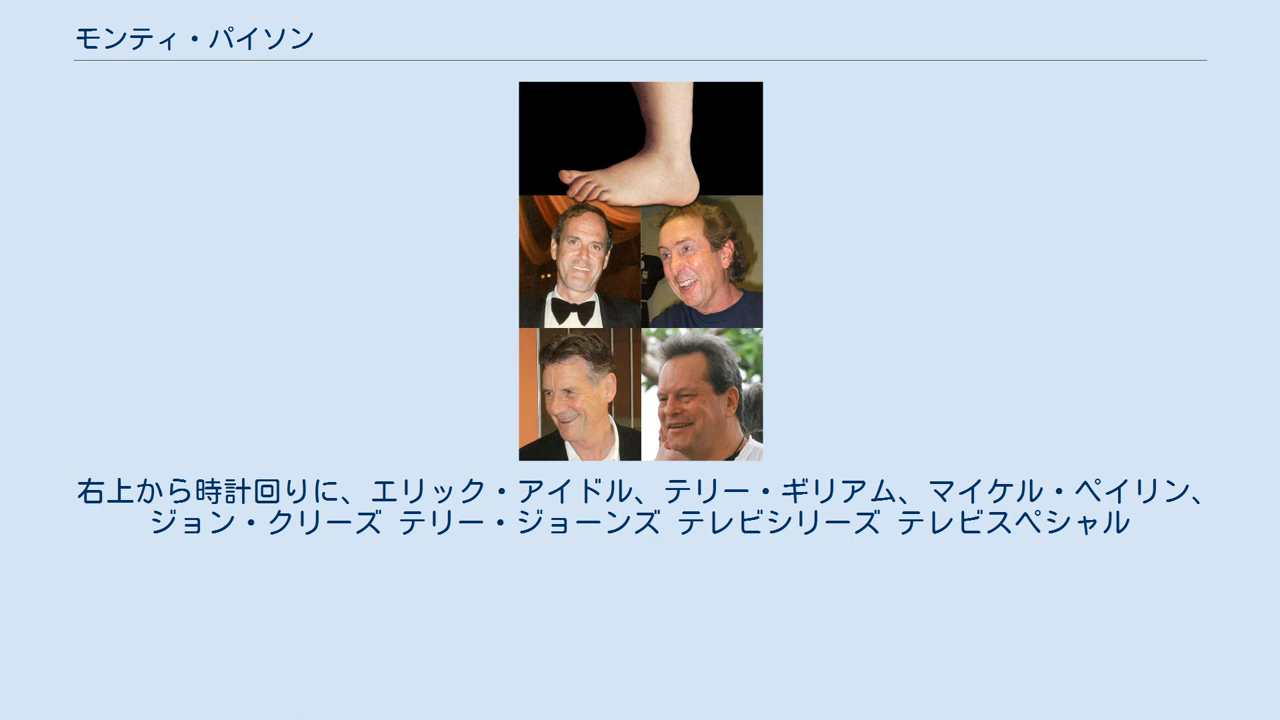 モンティ・パイソン
右上から時計回りに、エリック・アイドル、テリー・ギリアム、マイケル・ペイリン、
ジョン・クリーズ テリー・ジョーンズ テレビシリーズ テレビスペシャル